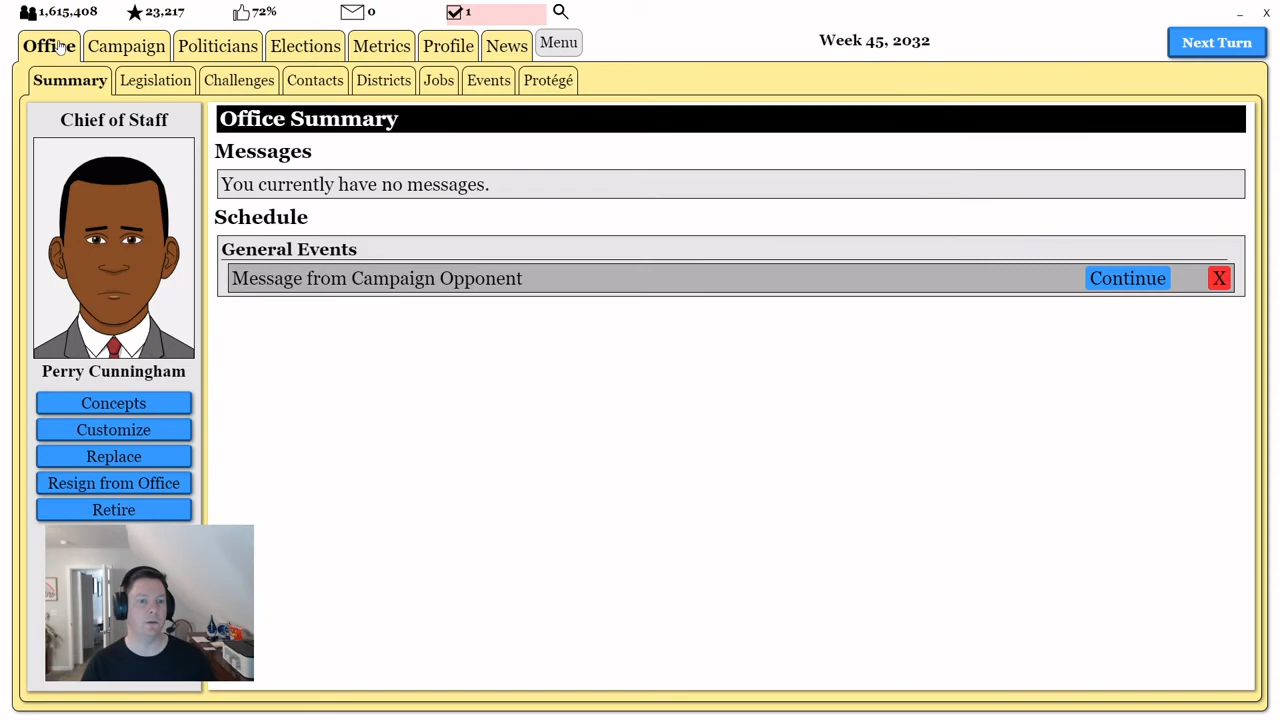 1,615,408 23,217 72% 0 1
_ X
Office Campaign Politicians Elections Metrics Profile News Menu Week 45, 2032 Next Turn
Summary Legislation Challenges Contacts Districts Jobs Events Protégé
Chief of Staff
Perry Cunningham
Concepts
Customize
Replace
Resign from Office
Retire
Office Summary
Messages
You currently have no messages.
Schedule
General Events
Message from Campaign Opponent Continue X